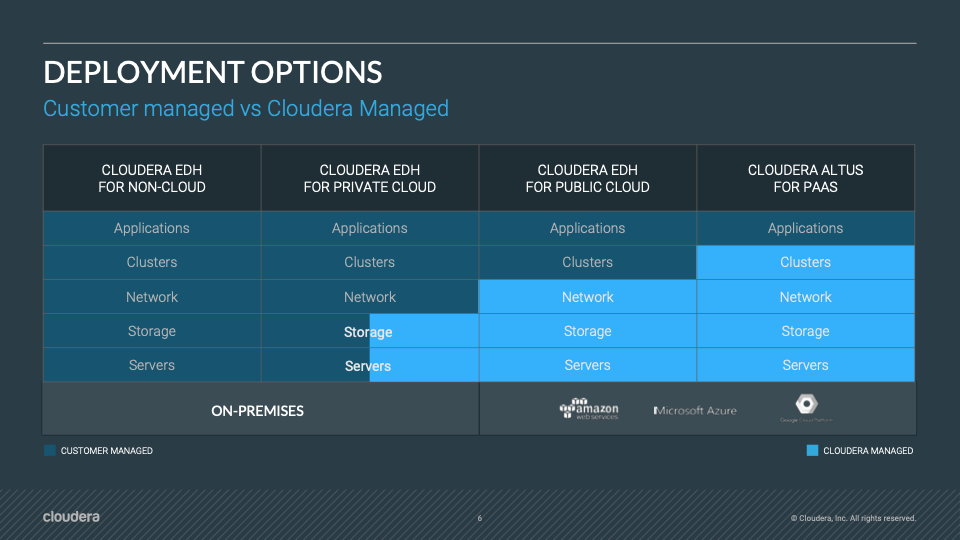 DEPLOYMENT OPTIONS
Customer managed vs Cloudera Managed
CLOUDERA EDH
FOR NON-CLOUD
CLOUDERA EDH
FOR PRIVATE CLOUD
CLOUDERA EDH
FOR PUBLIC CLOUD
CLOUDERA ALTUS
FOR PAAS
Applications
Applications
Applications
Applications
Clusters
Clusters
Clusters
Clusters
Network
Network
Network
Network
Storage
Storage
Storage
Storage
Servers
Servers
Servers
Servers
ON-PREMISES
amazon
web services
Microsoft Azure
Google Cloud Platform
CUSTOMER MANAGED
CLOUDERA MANAGED
cloudera
6
© Cloudera, Inc. All rights reserved.